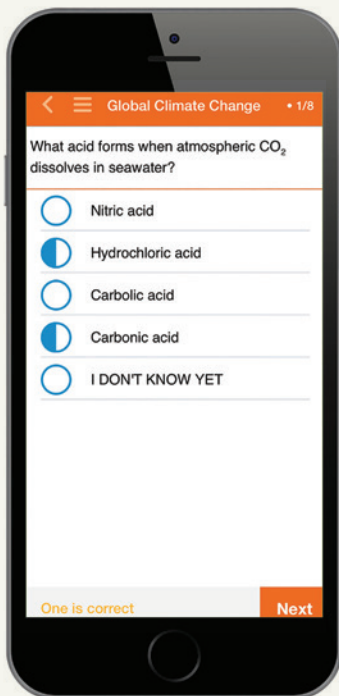 Global Climate Change • 1/8
What acid forms when atmospheric CO₂
dissolves in seawater?
Nitric acid
Hydrochloric acid
Carbolic acid
Carbonic acid
I DON'T KNOW YET
One is correct
Next